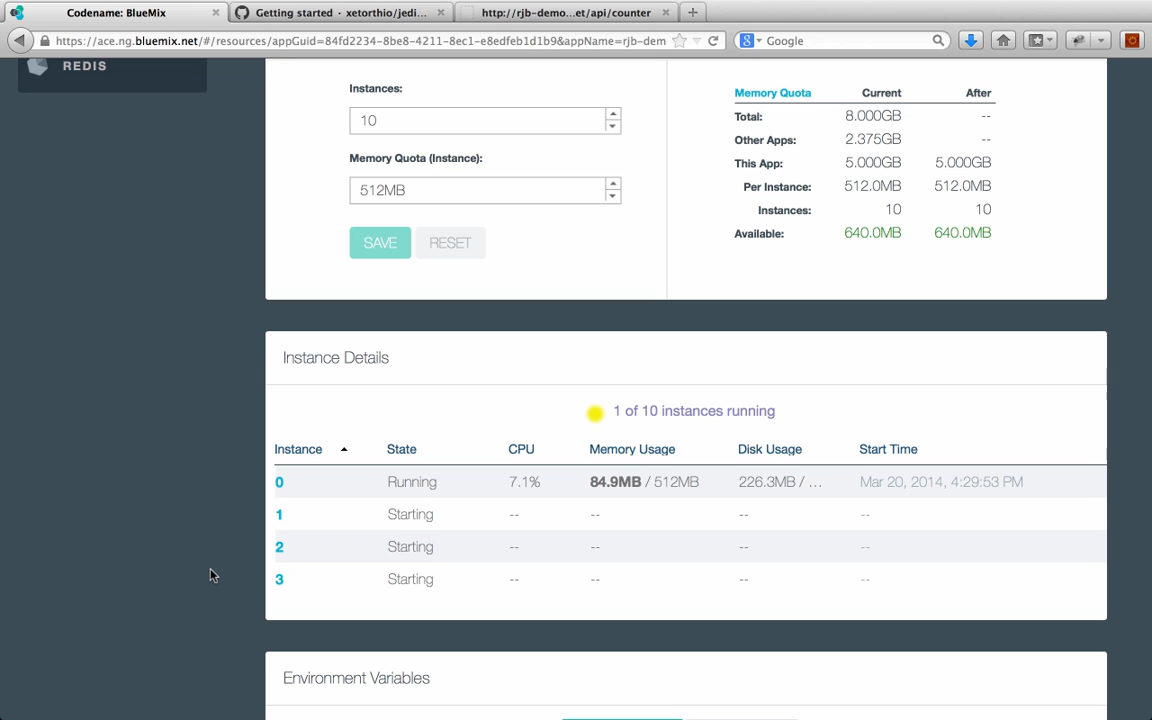 Codename: BlueMix
Getting started · xetorthio/jedi...
http://rjb-demo...et/api/counter
https://ace.ng.bluemix.net/#/resources/appGuid=84fd2234-8be8-4211-8ec1-e8edfeb1d1b9&appName=rjb-dem
Google
REDIS
Instances:
10
Memory Quota (Instance):
512MB
SAVE RESET
Memory Quota Current After
Total: 8.000GB --
Other Apps: 2.375GB --
This App: 5.000GB 5.000GB
Per Instance: 512.0MB 512.0MB
Instances: 10 10
Available: 640.0MB 640.0MB
Instance Details
1 of 10 instances running
Instance State CPU Memory Usage Disk Usage Start Time
0 Running 7.1% 84.9MB / 512MB 226.3MB / ... Mar 20, 2014, 4:29:53 PM
1 Starting -- -- -- --
2 Starting -- -- -- --
3 Starting -- -- -- --
Environment Variables